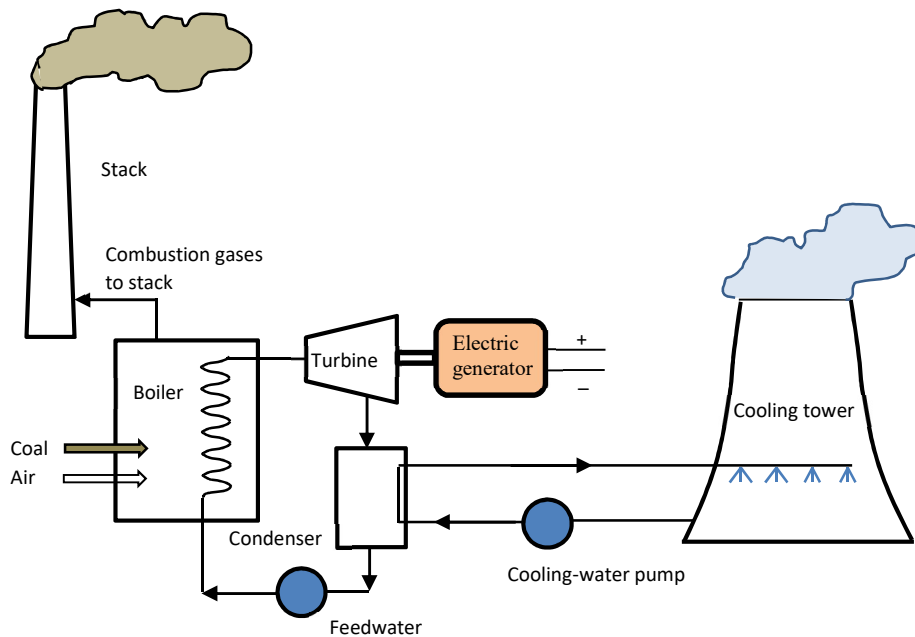 Stack
Combustion gases
to stack
Turbine
Electric
generator
+
–
Boiler
Cooling tower
Coal
Air
Condenser
Cooling-water pump
Feedwater